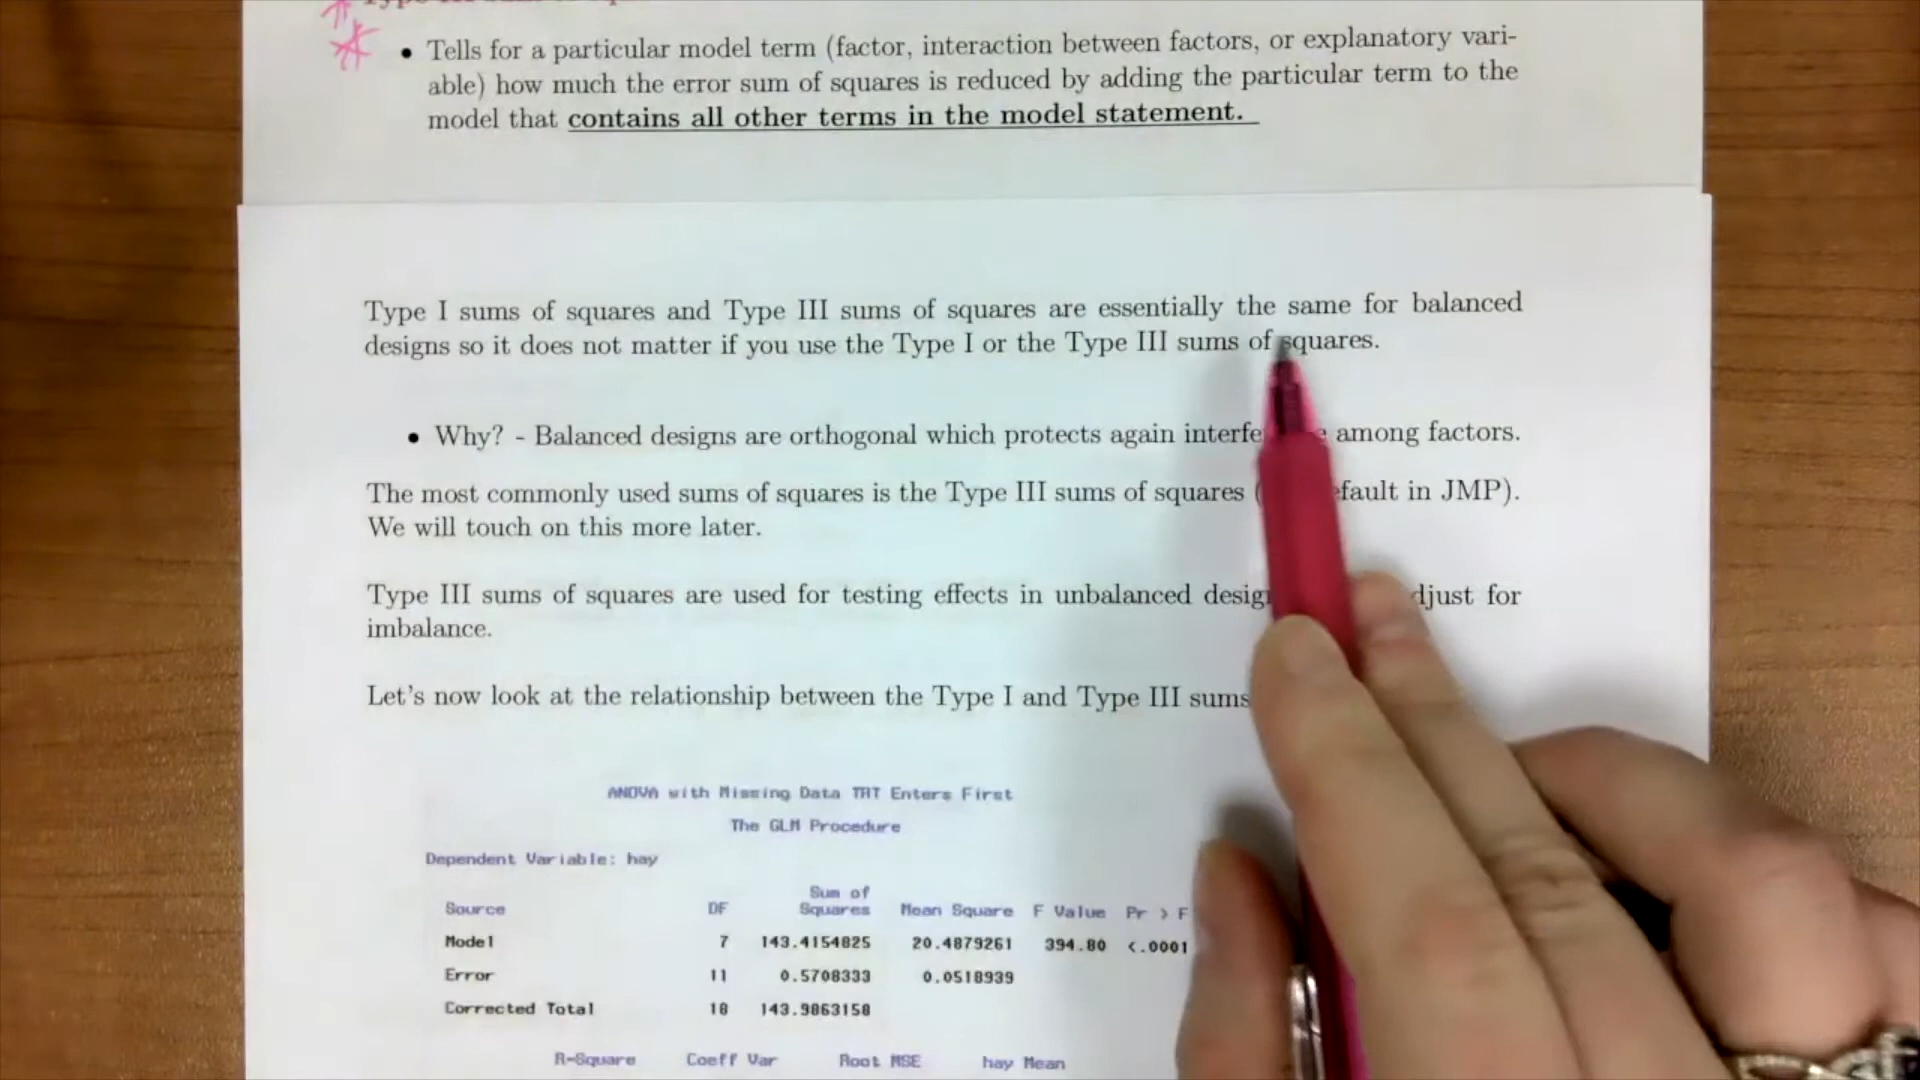 • Tells for a particular model term (factor, interaction between factors, or explanatory vari-
able) how much the error sum of squares is reduced by adding the particular term to the
model that contains all other terms in the model statement.
Type I sums of squares and Type III sums of squares are essentially the same for balanced
designs so it does not matter if you use the Type I or the Type III sums of squares.
• Why? - Balanced designs are orthogonal which protects again among factors.
The most commonly used sums of squares is the Type III sums of squares ( in JMP).
We will touch on this more later.
Type III sums of squares are used for testing effects in unbalanced for
imbalance.
Let's now look at the relationship between the Type I and Type III sums
ANOVA with Missing Data TRT Enters First
The GLM Procedure
Dependent Variable: hay
Sum of
Source DF Squares Mean Square F Value Pr > F
Model 7 143.4154825 20.4879261 394.80 <.0001
Error 11 0.5708333 0.0518939
Corrected Total 18 143.9863158
R-Square Coeff Var Root MSE hay Mean